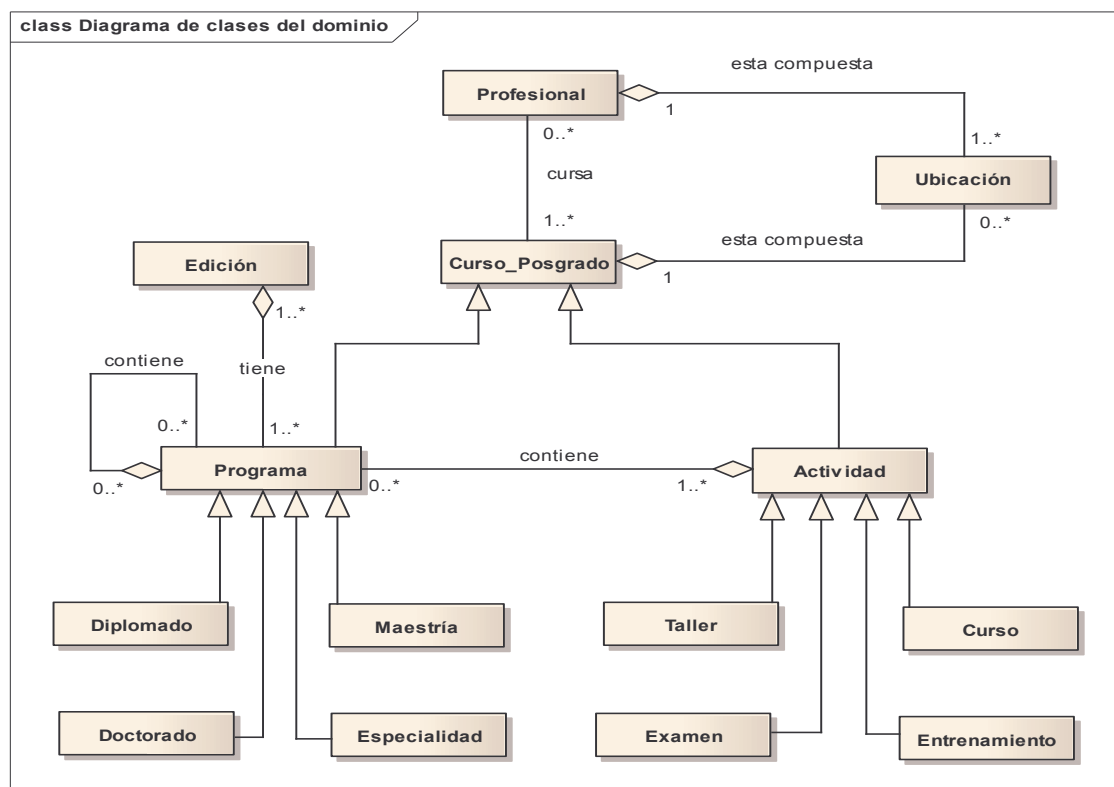 class Diagrama de clases del dominio
esta compuesta
Profesional
1
0..*
1..*
cursa
Ubicación
0..*
1..*
esta compuesta
Curso_Posgrado
1
Edición
1..*
contiene
tiene
0..*
1..*
Programa
0..*
0..*
contiene
1..*
Actividad
Diplomado
Maestría
Taller
Curso
Doctorado
Especialidad
Examen
Entrenamiento